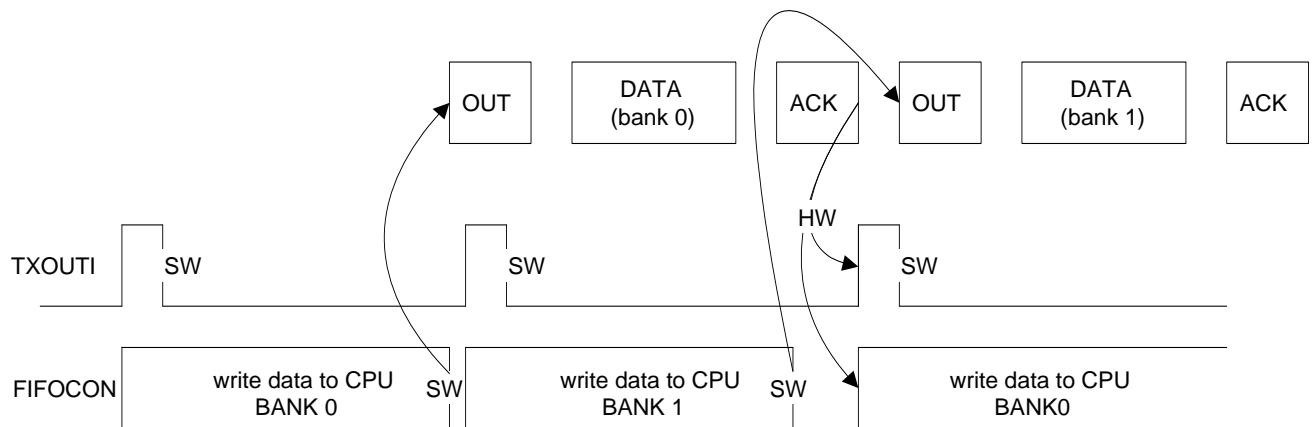 OUT
DATA
(bank 0)
ACK
OUT
DATA
(bank 1)
ACK
HW
TXOUTI
SW
SW
SW
FIFOCON
write data to CPU
BANK 0
SW
write data to CPU
BANK 1
SW
write data to CPU
BANK0